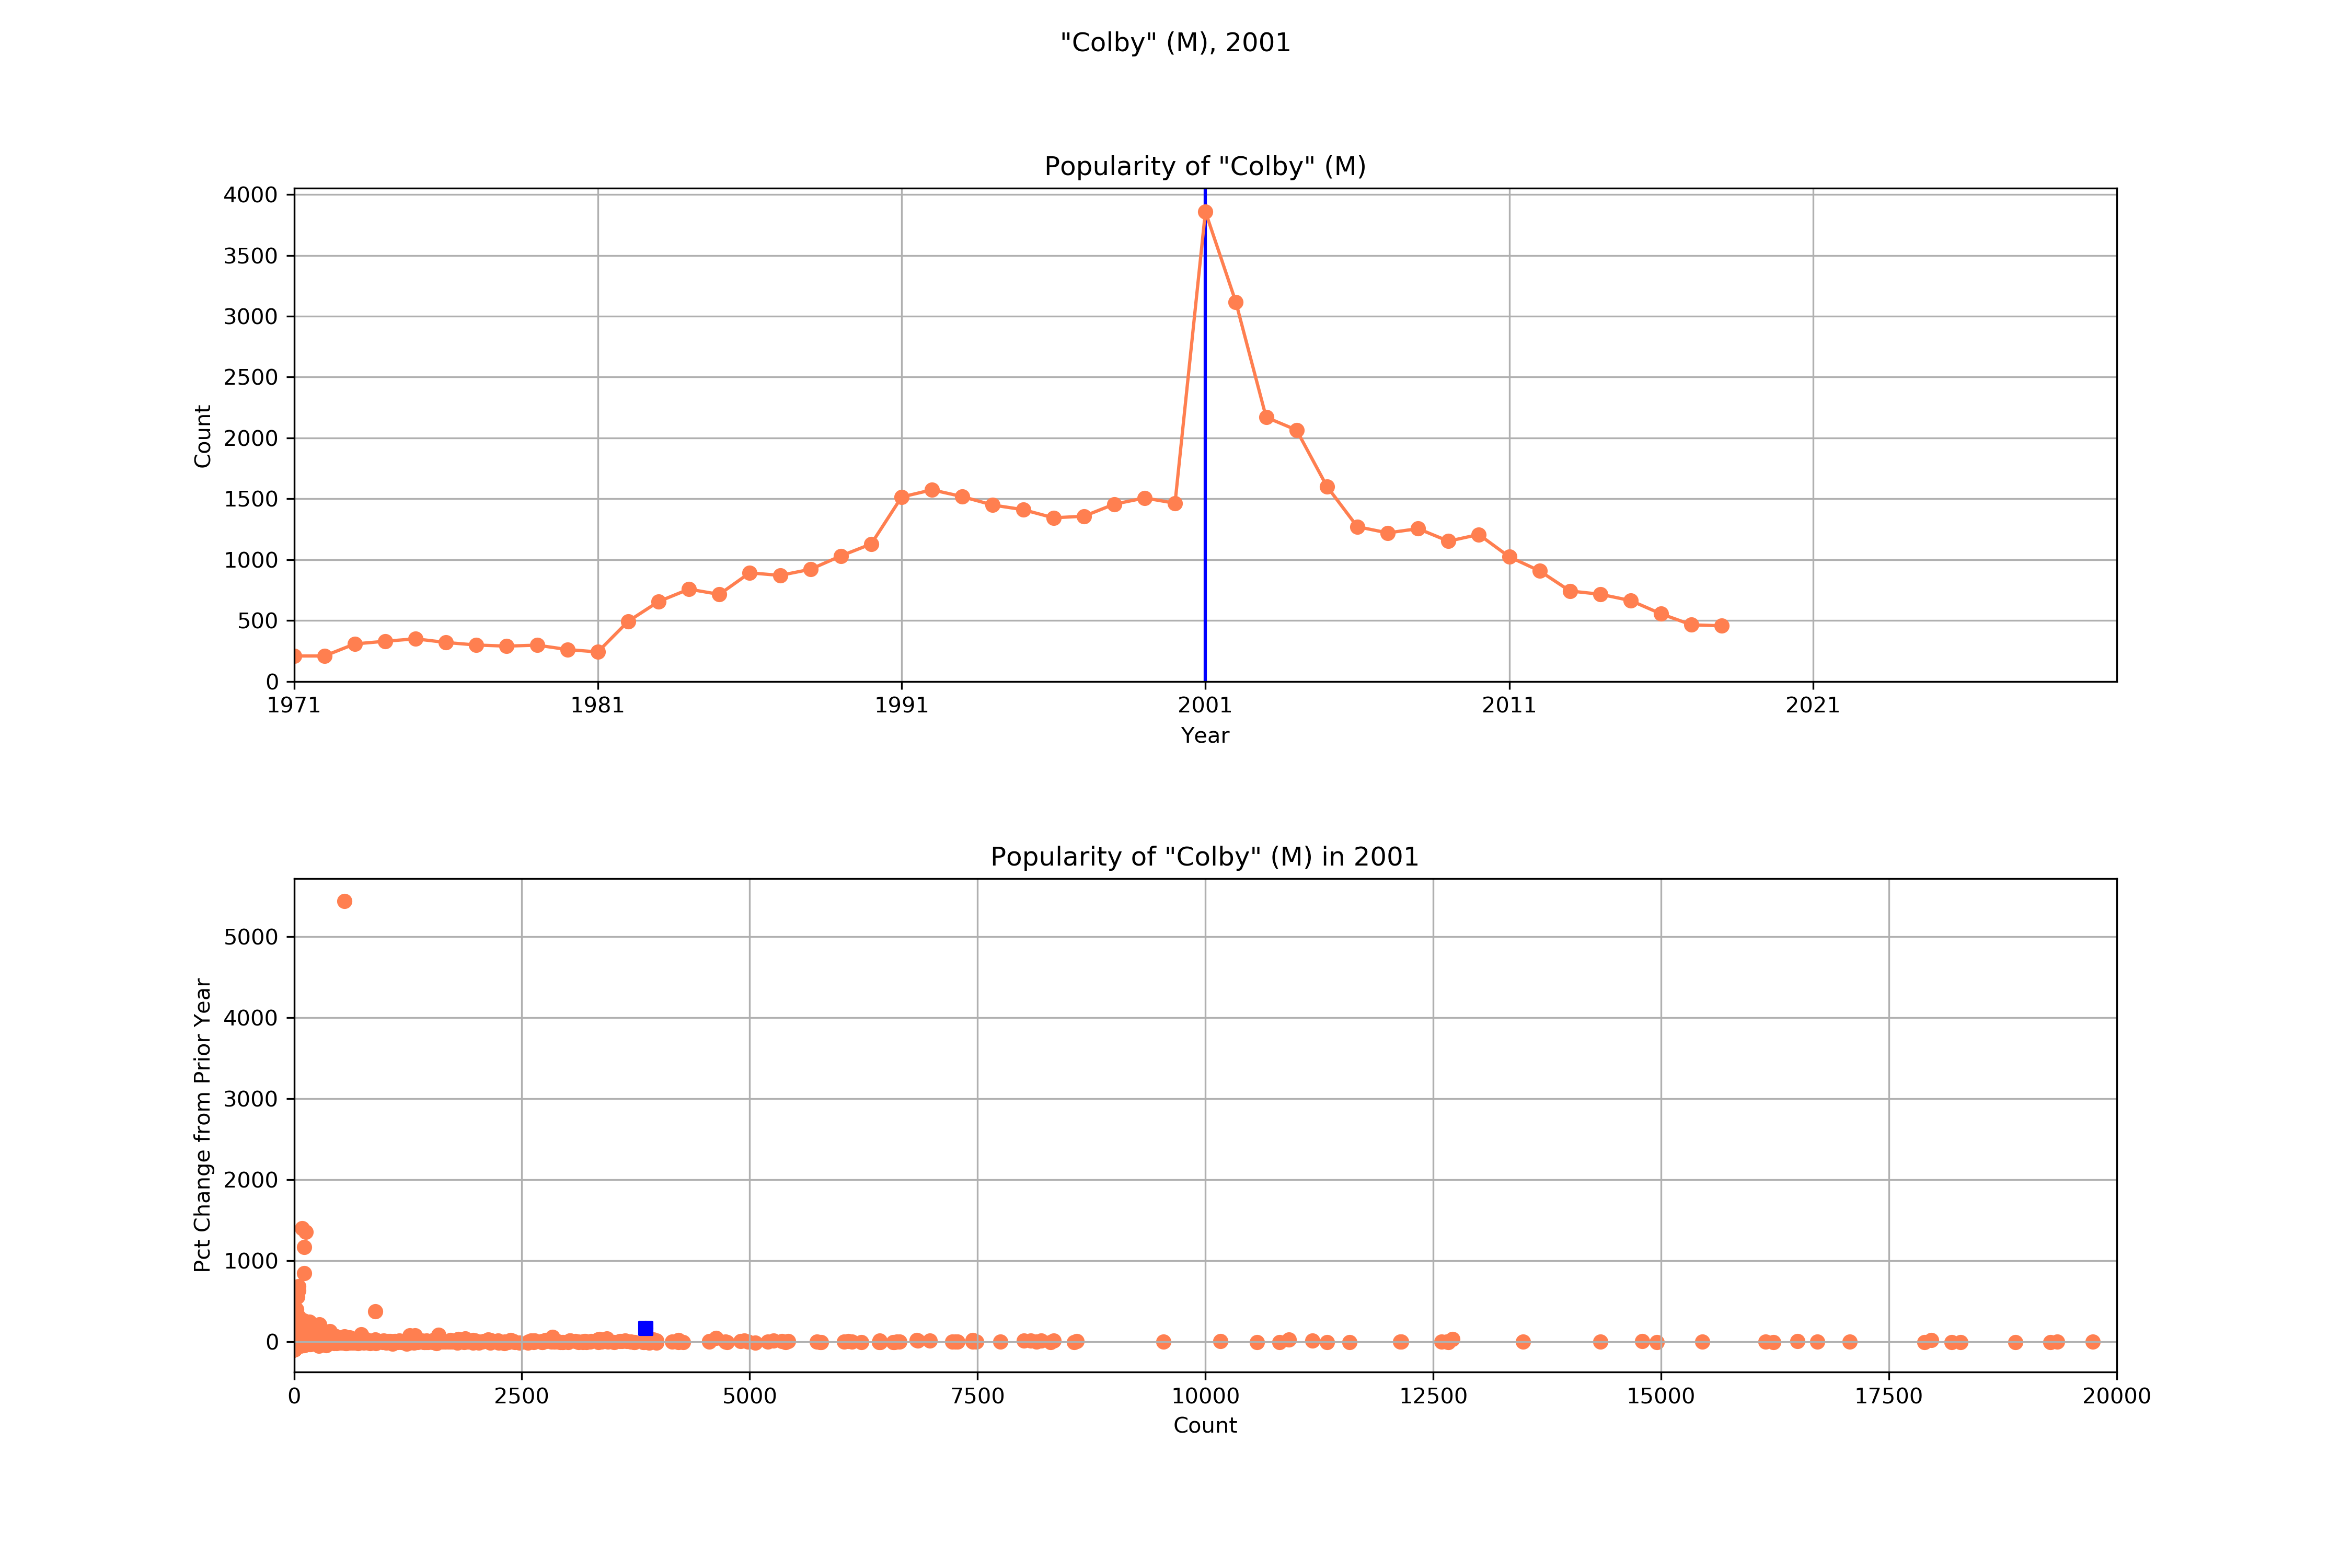 "Colby" (M), 2001
Popularity of "Colby" (M)
4000
3500
3000
2500
2000
1500
1000
500
0
Count
1971 1981 1991 2001 2011 2021
Year
Popularity of "Colby" (M) in 2001
5000
4000
3000
2000
1000
0
Pct Change from Prior Year
0 2500 5000 7500 10000 12500 15000 17500 20000
Count